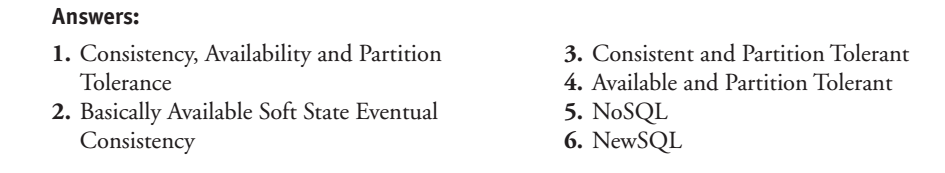 Answers:
1. Consistency, Availability and Partition
Tolerance
2. Basically Available Soft State Eventual
Consistency
3. Consistent and Partition Tolerant
4. Available and Partition Tolerant
5. NoSQL
6. NewSQL